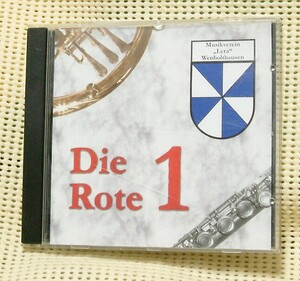 Musikverein
„Lyra“
Wenholthausen
Die
Rote 1